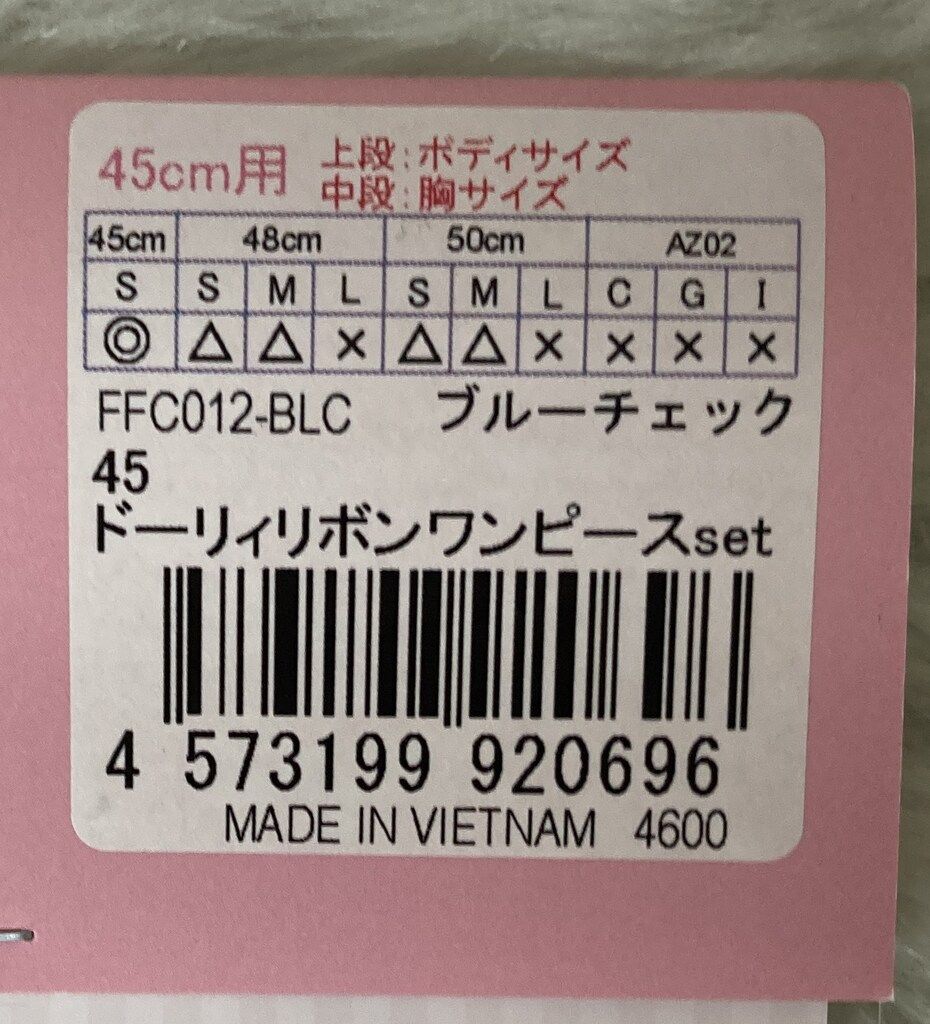 45cm用
上段:ボディサイズ
中段:胸サイズ
45cm 48cm 50cm AZ02
S S M L S M L C G I
◎ △ △ × △ △ × × × ×
FFC012-BLC ブルーチェック
45
ドーリィリボンワンピースset
4 573199 920696
MADE IN VIETNAM 4600